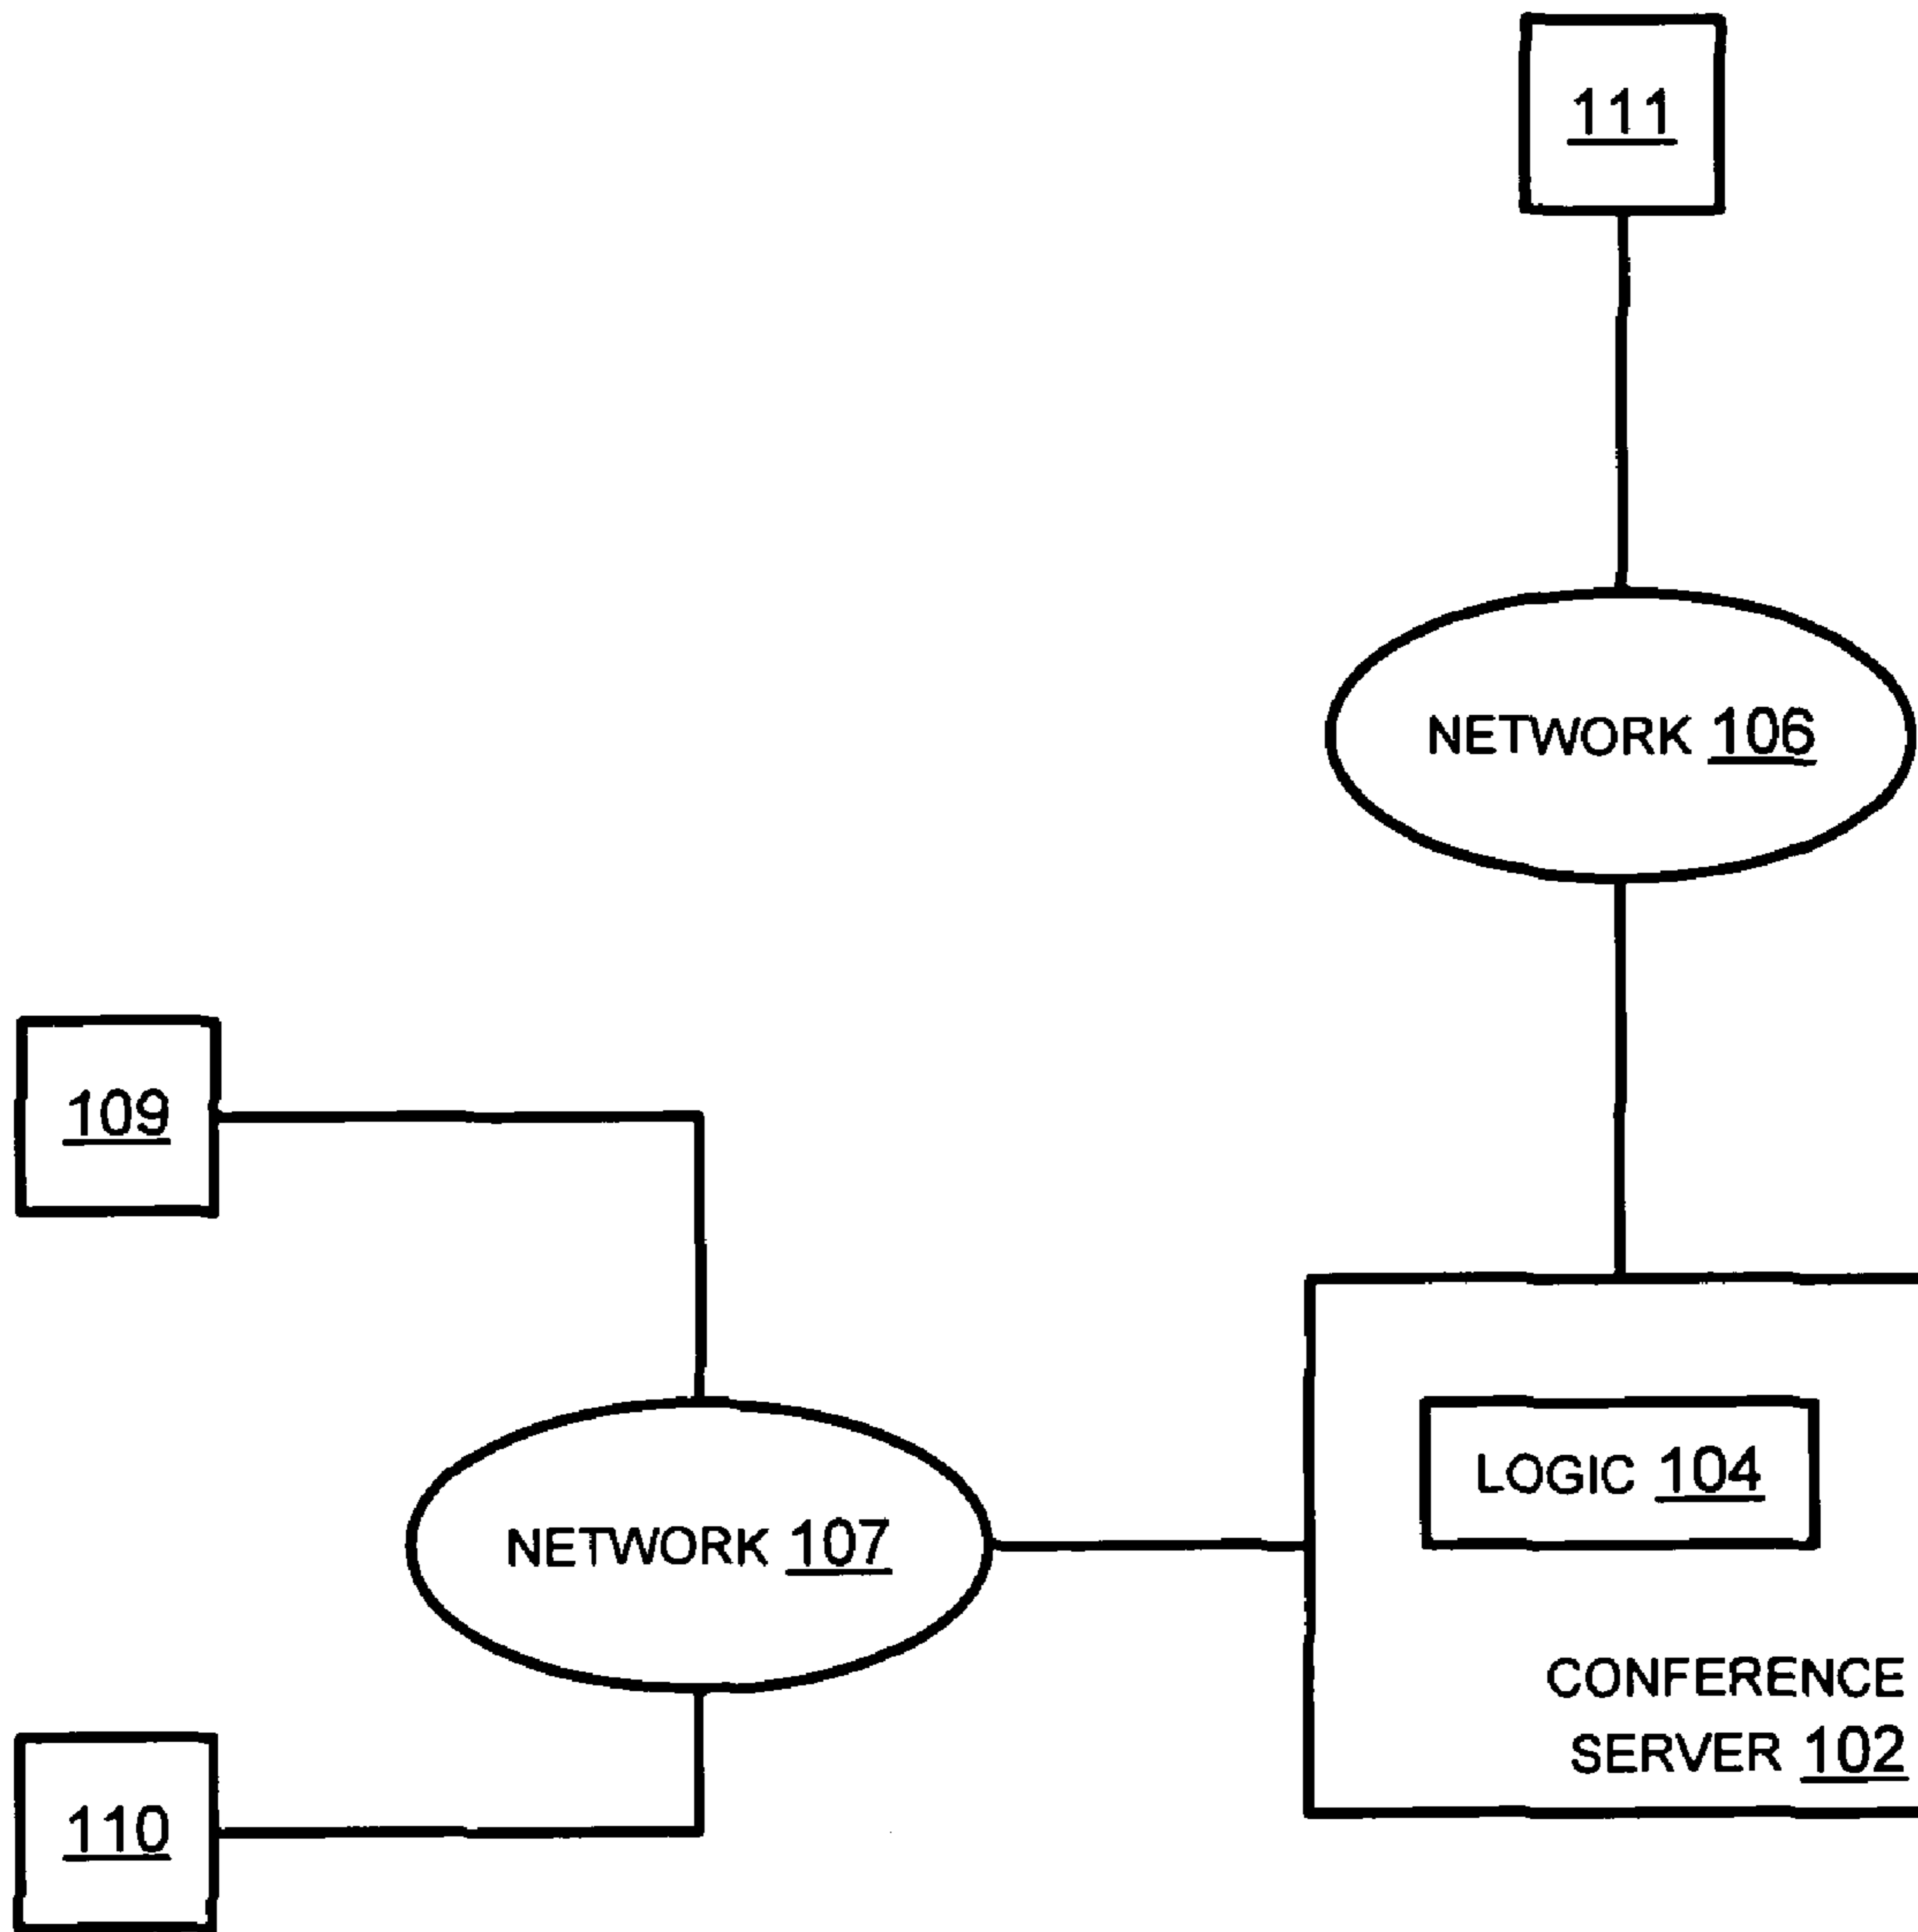 111
NETWORK 106
109
LOGIC 104
NETWORK 107
CONFERENCE
SERVER 102
110